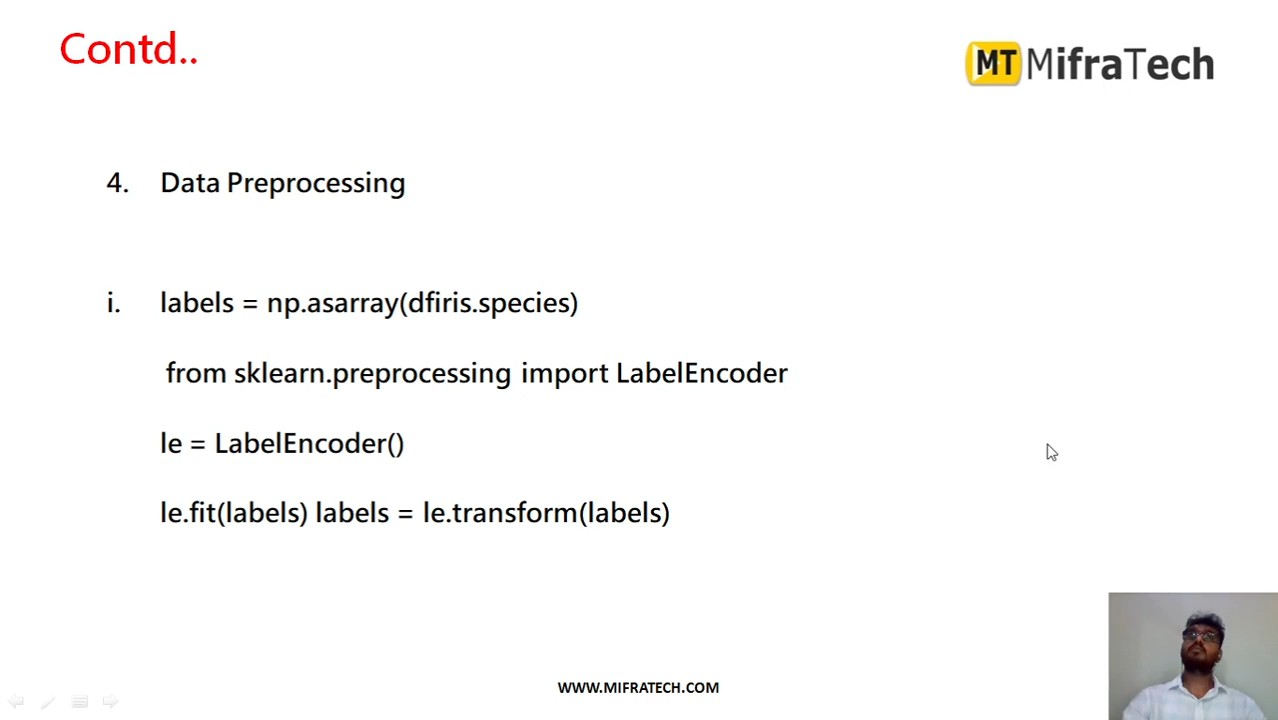 Contd..
MT MifraTech
4. Data Preprocessing
i. labels = np.asarray(dfiris.species)
from sklearn.preprocessing import LabelEncoder
le = LabelEncoder()
le.fit(labels) labels = le.transform(labels)
WWW.MIFRATECH.COM